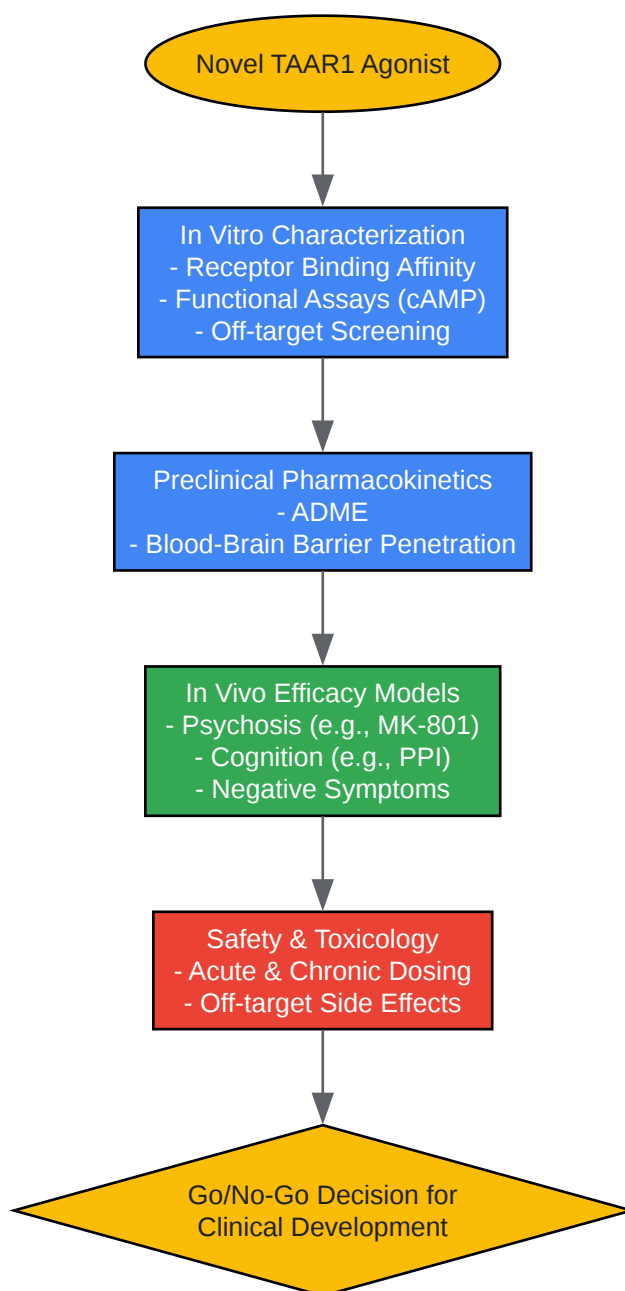 Novel TAAR1 Agonist
In Vitro Characterization
- Receptor Binding Affinity
- Functional Assays (cAMP)
- Off-target Screening
Preclinical Pharmacokinetics
- ADME
- Blood-Brain Barrier Penetration
In Vivo Efficacy Models
- Psychosis (e.g., MK-801)
- Cognition (e.g., PPI)
- Negative Symptoms
Safety & Toxicology
- Acute & Chronic Dosing
- Off-target Side Effects
Go/No-Go Decision for
Clinical Development